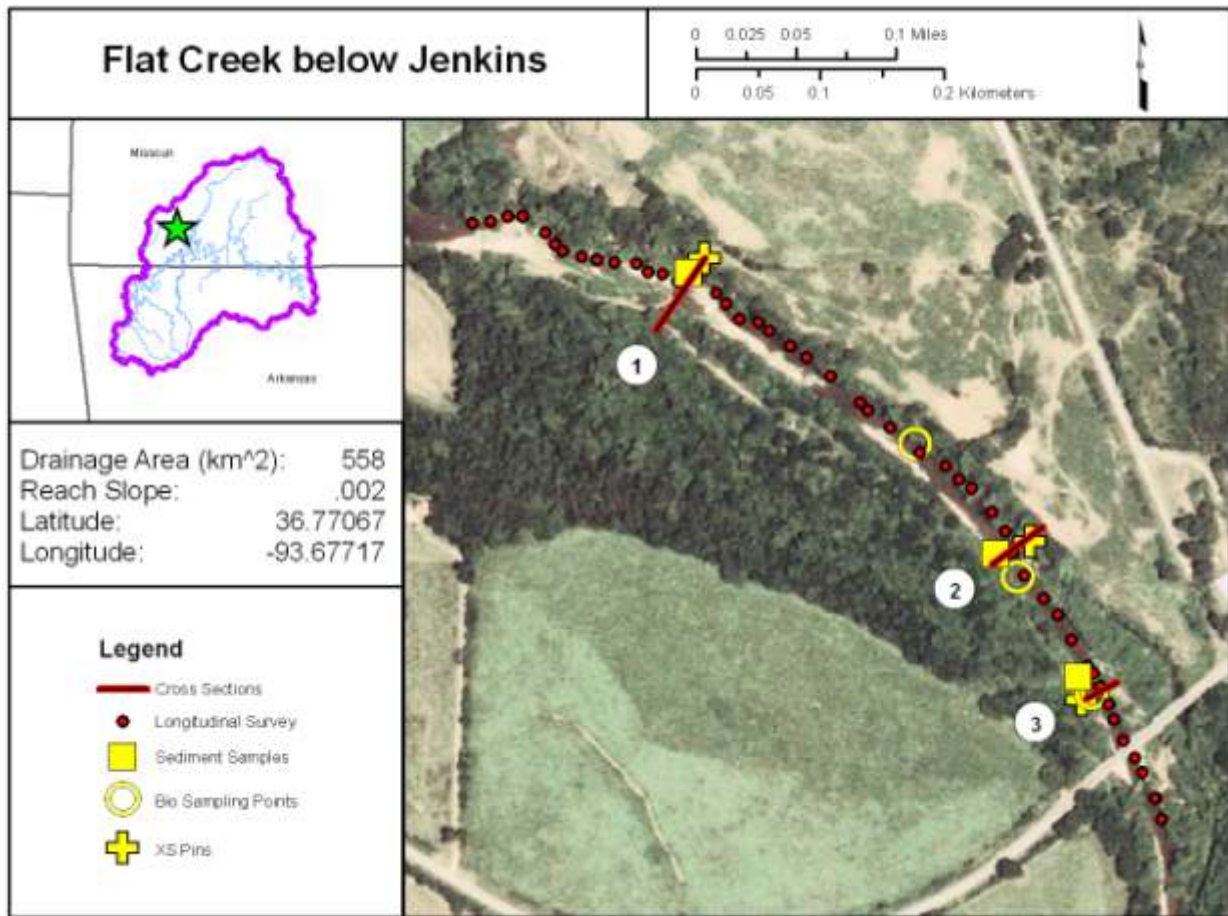 Flat Creek below Jenkins
0 0.025 0.05 0.1 Miles
0 0.05 0.1 0.2 Kilometers
Missouri
Arkansas
Drainage Area (km^2): 558
Reach Slope: .002
Latitude: 36.77067
Longitude: -93.67717
Legend
Cross Sections
Longitudinal Survey
Sediment Samples
Bio Sampling Points
XS Pins
1
2
3